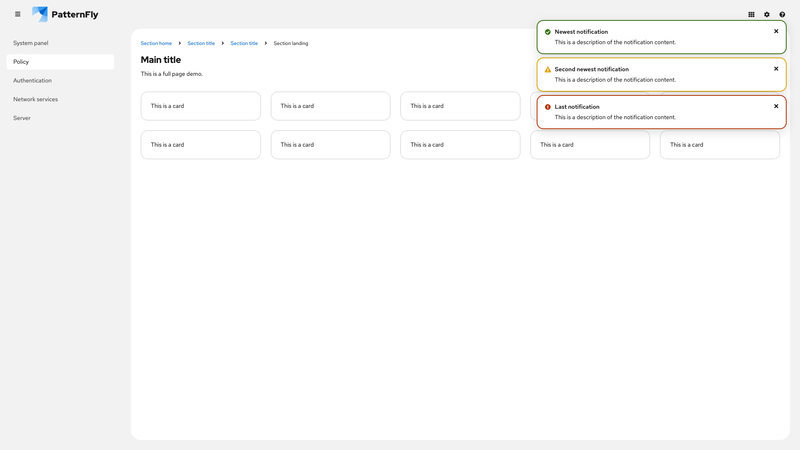 PatternFly
System panel
Policy
Authentication
Network services
Server
Section home
Section title
Section title
Section landing
Main title
This is a full page demo.
This is a card
This is a card
This is a card
This is a card
This is a card
This is a card
This is a card
This is a card
Newest notification
This is a description of the notification content.
Second newest notification
This is a description of the notification content.
Last notification
This is a description of the notification content.